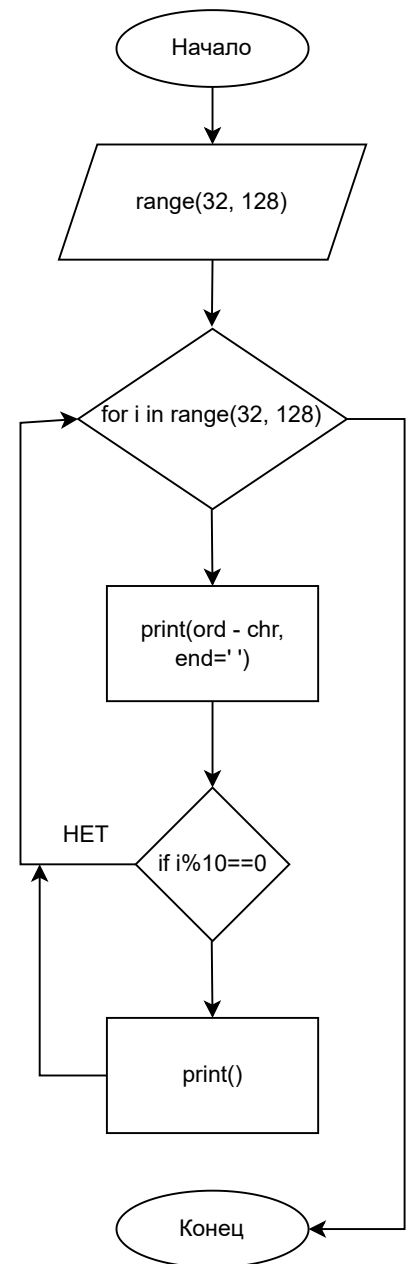 Начало
range(32, 128)
for i in range(32, 128)
print(ord - chr,
end=' ')
НЕТ
if i%10==0
print()
Конец